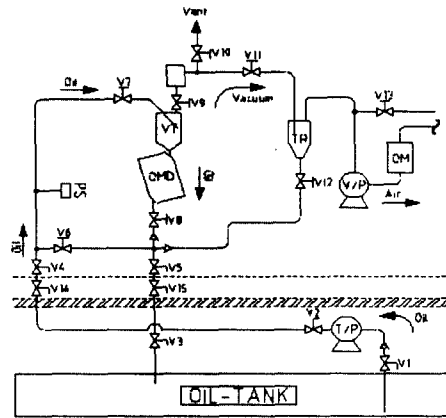 Vent
V10
V11
Oil
V7
V9
Vacuum
V13
VT
TR
OM
OMD
V12
V/P
Air
V8
V6
Oil
V4
V5
V14
V15
V2
T/P
Oil
V3
V1
OIL-TANK